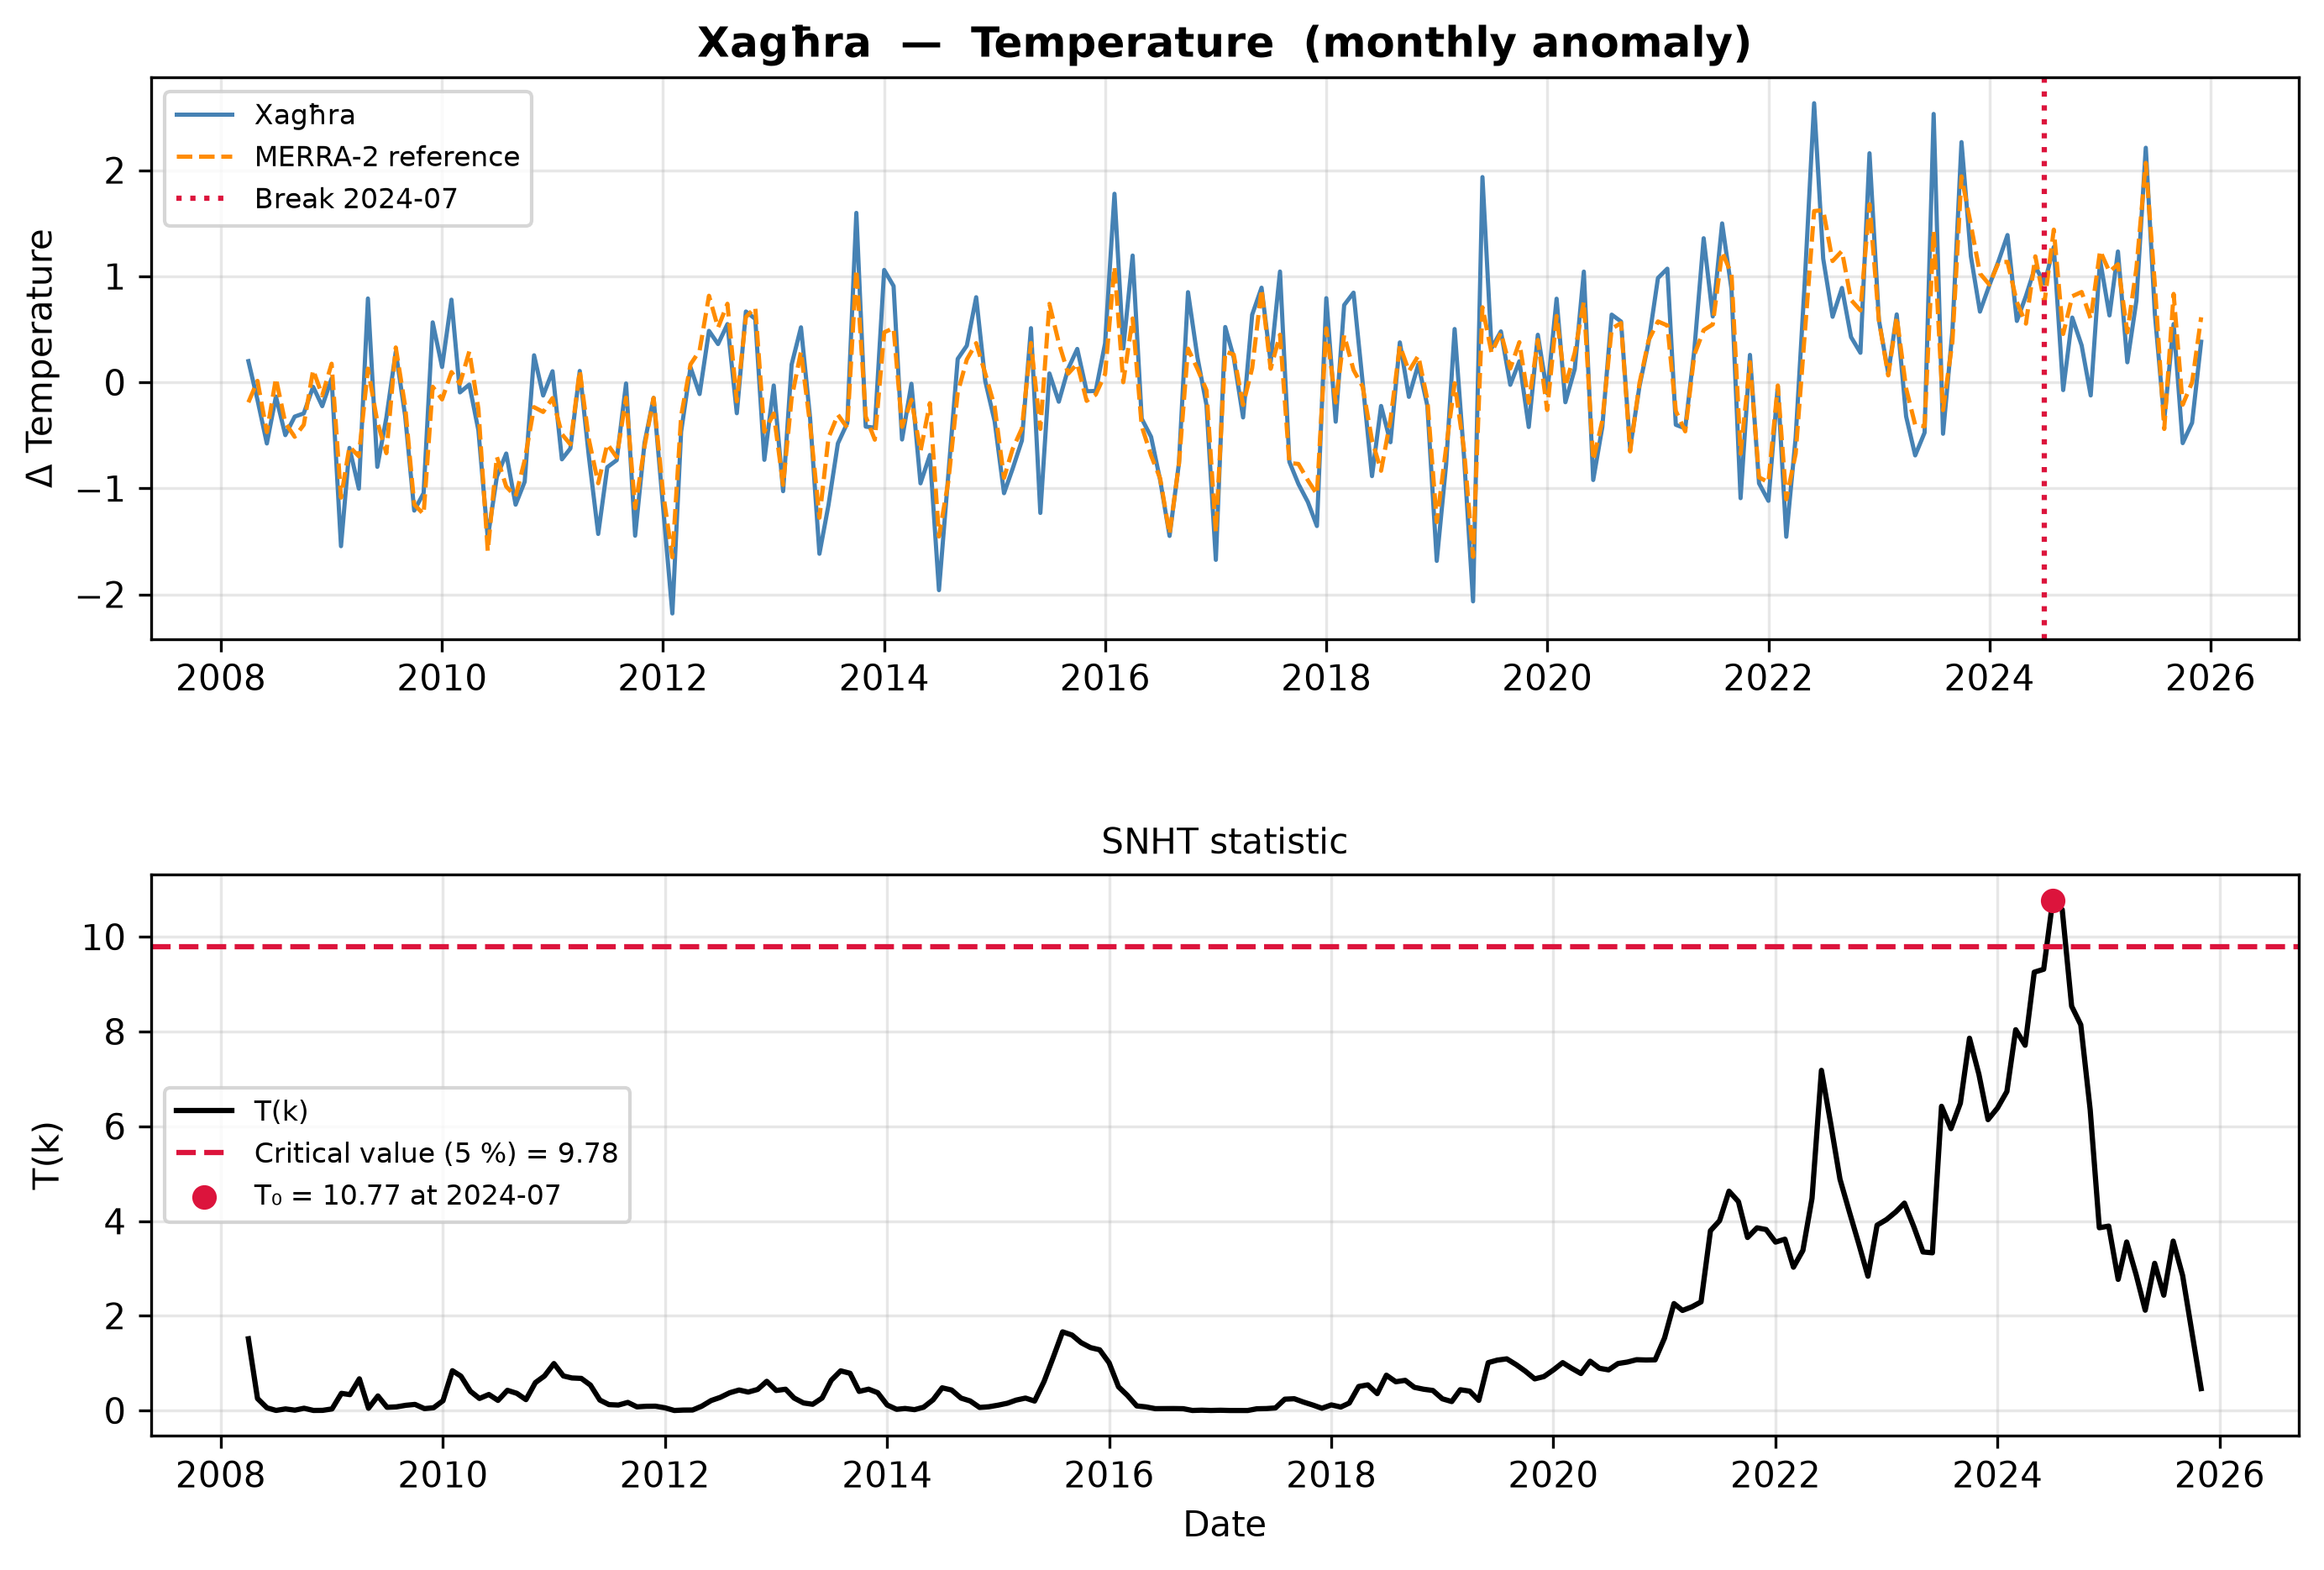 Xagħra — Temperature (monthly anomaly)
Xagħra
MERRA-2 reference
Break 2024-07
Δ Temperature
2
1
0
−1
−2
2008 2010 2012 2014 2016 2018 2020 2022 2024 2026
SNHT statistic
T(k)
Critical value (5 %) = 9.78
T₀ = 10.77 at 2024-07
T(k)
10
8
6
4
2
0
2008 2010 2012 2014 2016 2018 2020 2022 2024 2026
Date